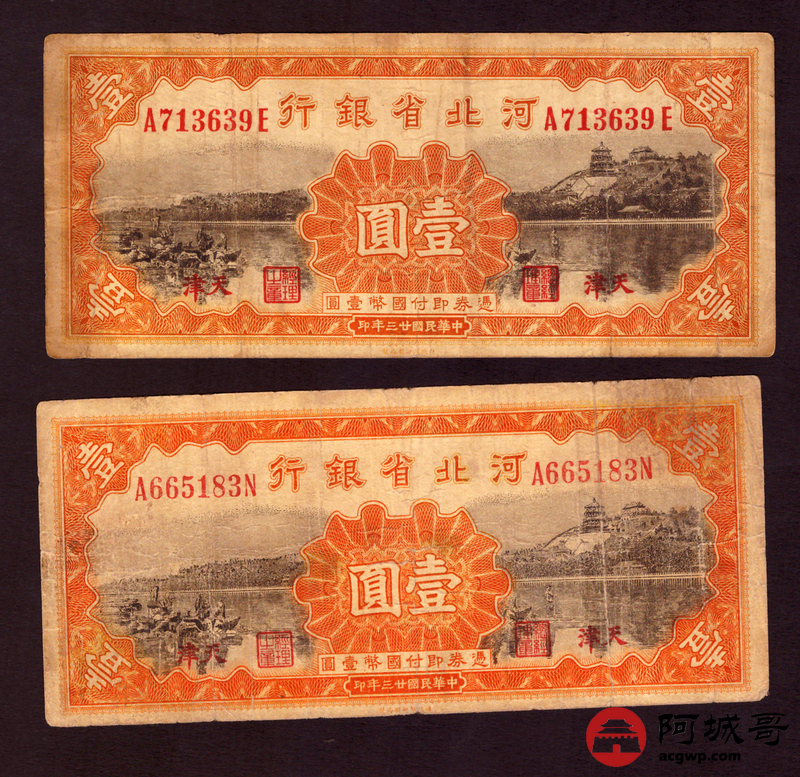 壹 壹
A713639E 河北省銀行 A713639E
壹圓
天津 天津
憑券即付國幣壹圓
壹 壹
中華民國廿三年印
壹 壹
A665183N 河北省銀行 A665183N
壹圓
天津 天津
憑券即付國幣壹圓
壹 壹
中華民國廿三年印
阿城哥
acgwp.com